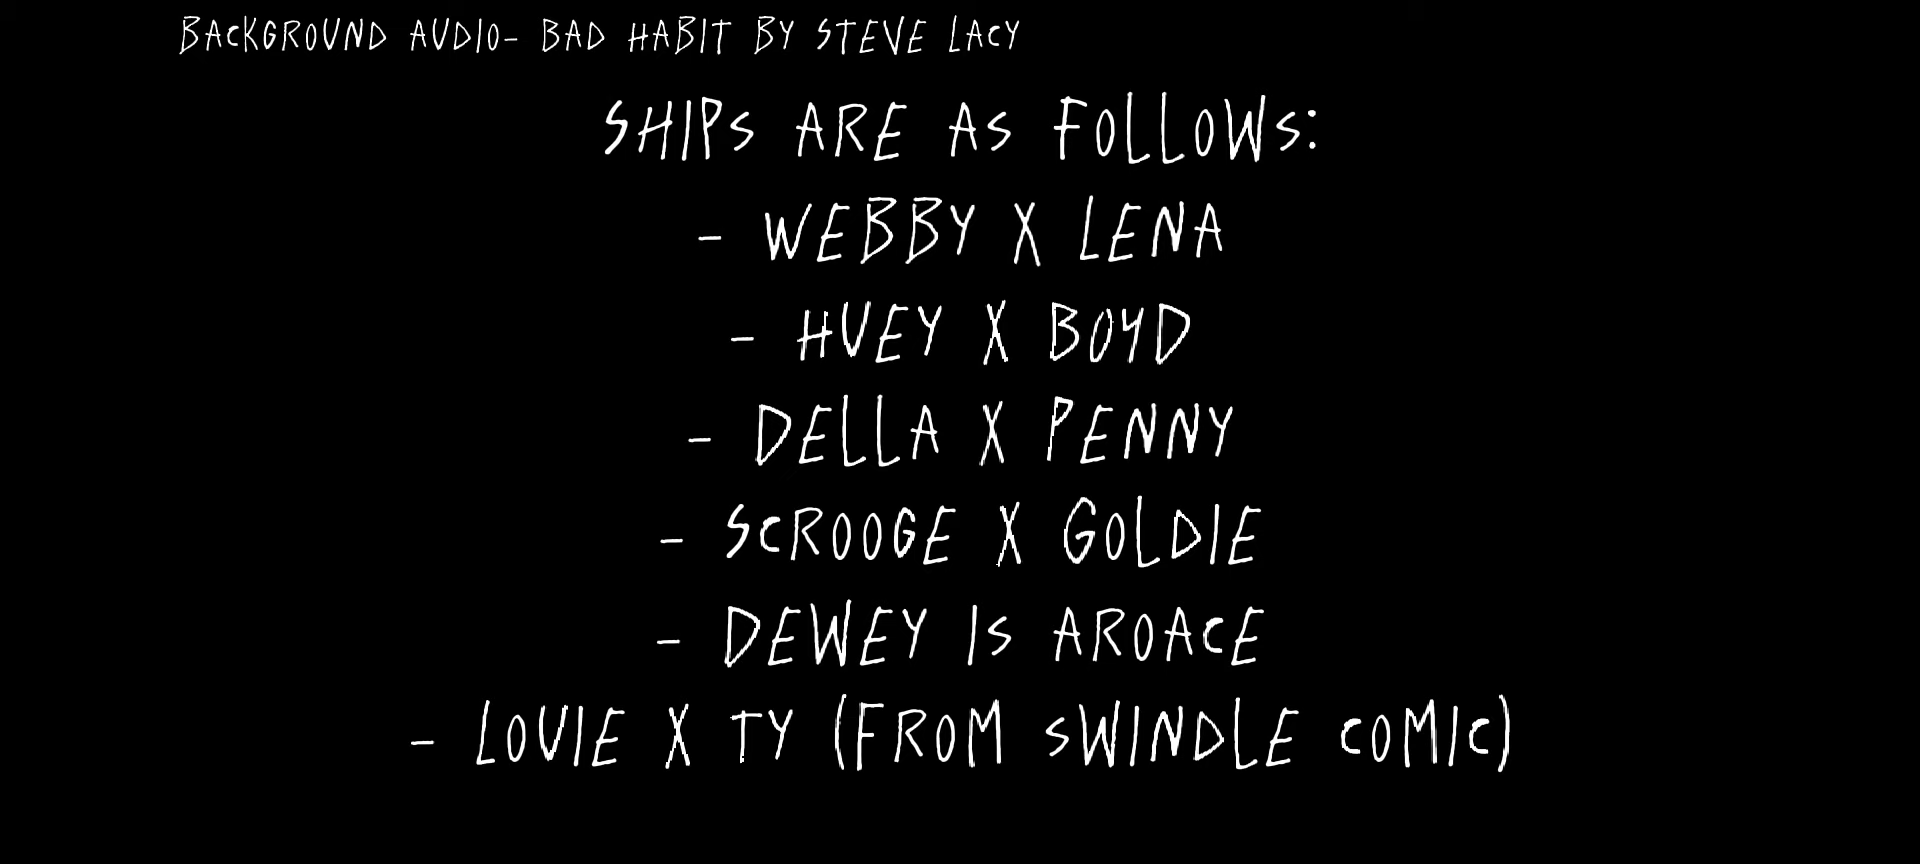 BACKGROUND AUDIO- BAD HABIT BY STEVE LACY
SHIPS ARE AS FOLLOWS:
- WEBBY X LENA
- HUEY X BOYD
- DELLA X PENNY
- SCROOGE X GOLDIE
- DEWEY IS AROACE
- LOUIE X TY (FROM SWINDLE COMIC)